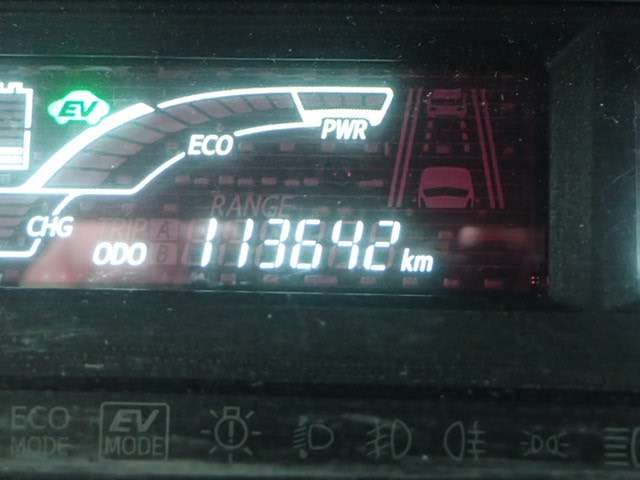 EV
ECO
PWR
CHG
RANGE
TRIP A
B
ODO 113642 km
ECO MODE
EV MODE